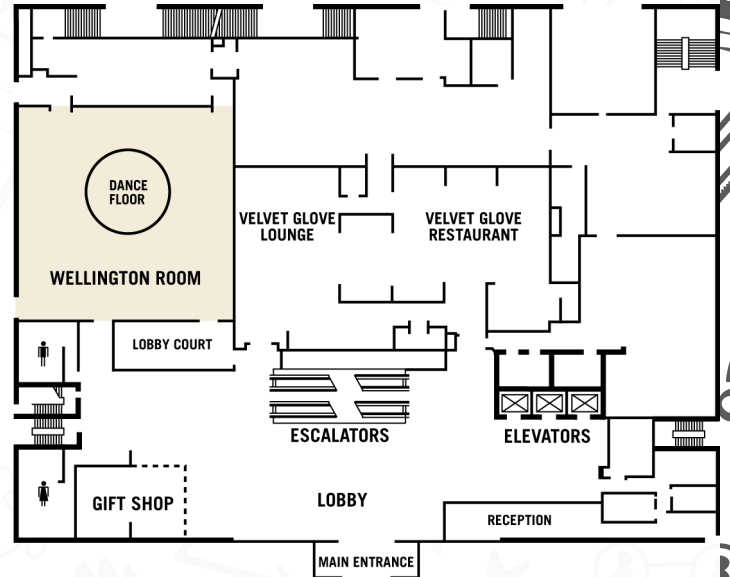 DANCE
FLOOR
VELVET GLOVE
LOUNGE
VELVET GLOVE
RESTAURANT
WELLINGTON ROOM
LOBBY COURT
ESCALATORS
ELEVATORS
GIFT SHOP
LOBBY
RECEPTION
MAIN ENTRANCE